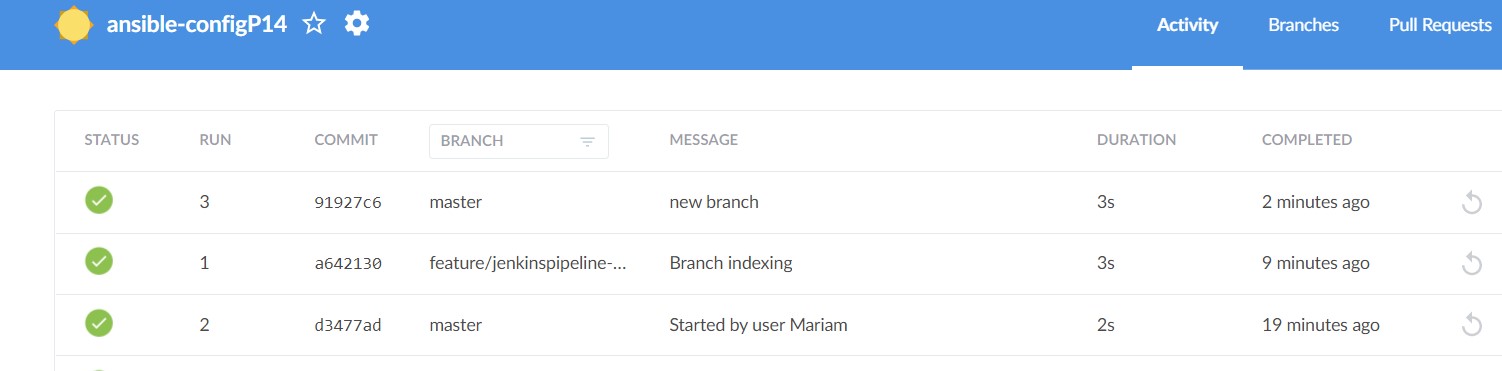 ansible-configP14
Activity Branches Pull Requests
STATUS RUN COMMIT BRANCH MESSAGE DURATION COMPLETED
3 91927c6 master new branch 3s 2 minutes ago
1 a642130 feature/jenkinspipeline-... Branch indexing 3s 9 minutes ago
2 d3477ad master Started by user Mariam 2s 19 minutes ago